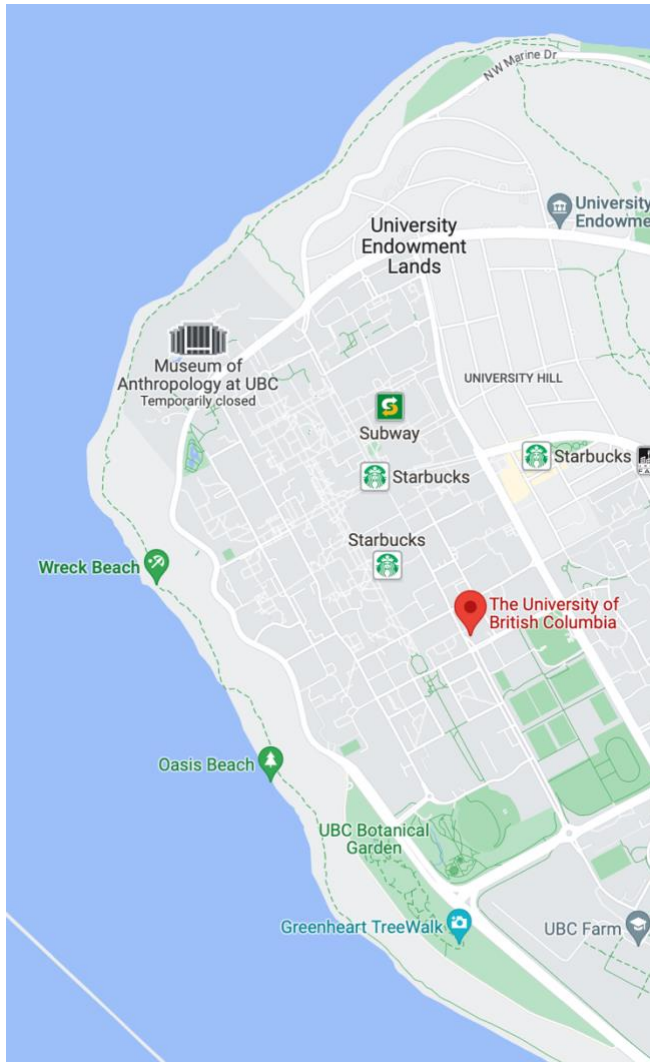 NW Marine Dr
University
Endowme
University
Endowment
Lands
Museum of
Anthropology at UBC
Temporarily closed
UNIVERSITY HILL
Subway
Starbucks
Starbucks
Starbucks
Wreck Beach
The University of
British Columbia
Oasis Beach
UBC Botanical
Garden
Greenheart TreeWalk
UBC Farm